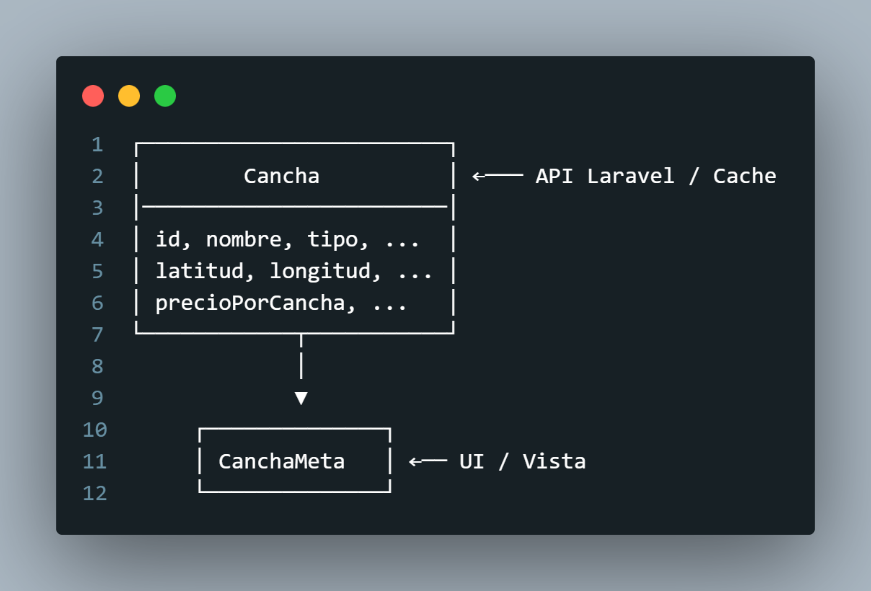 1
2 Cancha ←── API Laravel / Cache
3
4 id, nombre, tipo, ...
5 latitud, longitud, ...
6 precioPorCancha, ...
7
8
9 ▼
10
11 CanchaMeta ←── UI / Vista
12